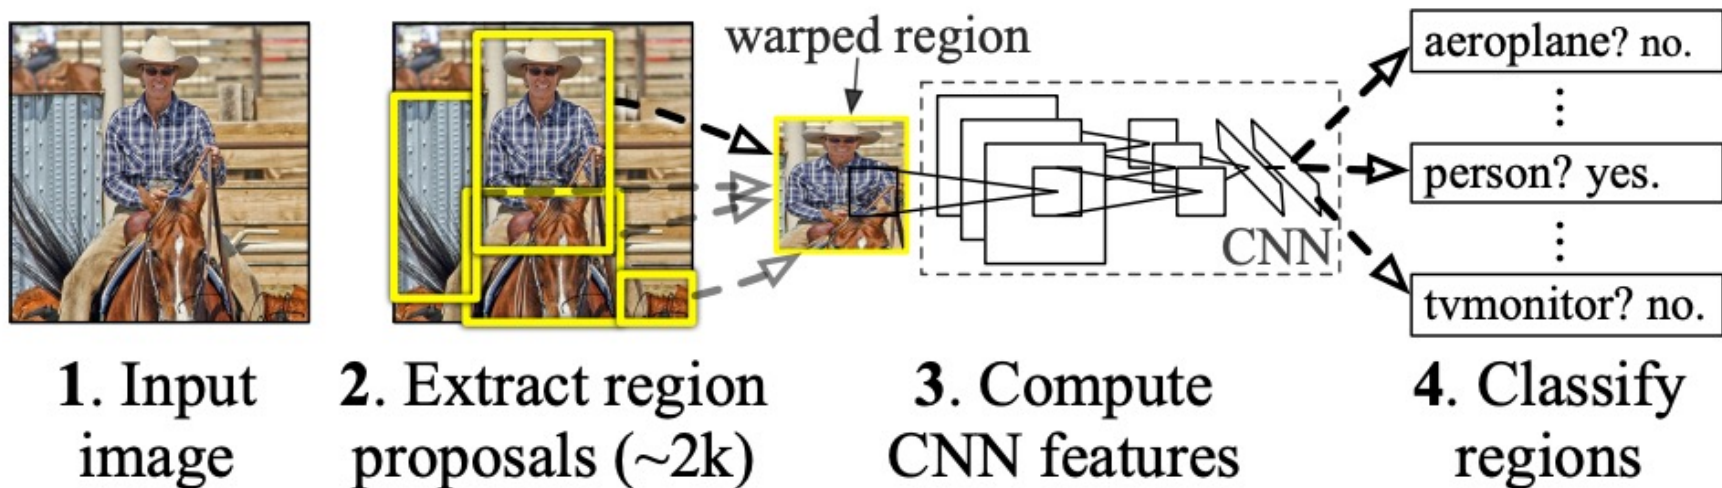 warped region
aeroplane? no.
⋮
person? yes.
⋮
tvmonitor? no.
CNN
1. Input
image
2. Extract region
proposals (~2k)
3. Compute
CNN features
4. Classify
regions